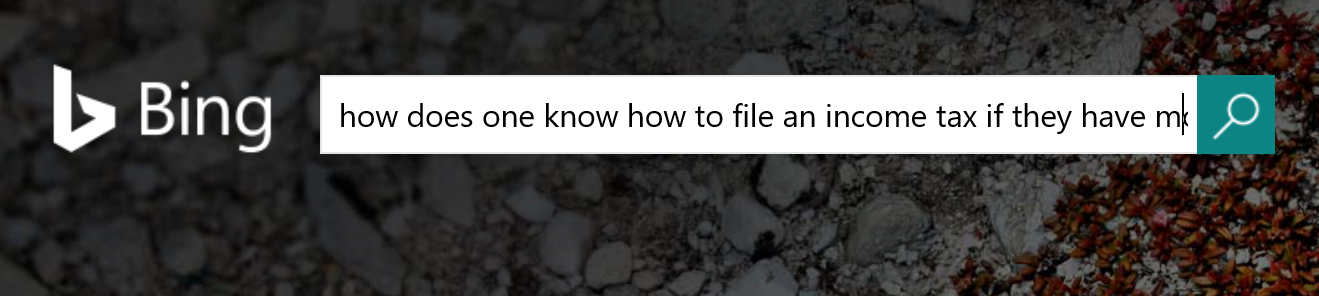 Bing
how does one know how to file an income tax if they have